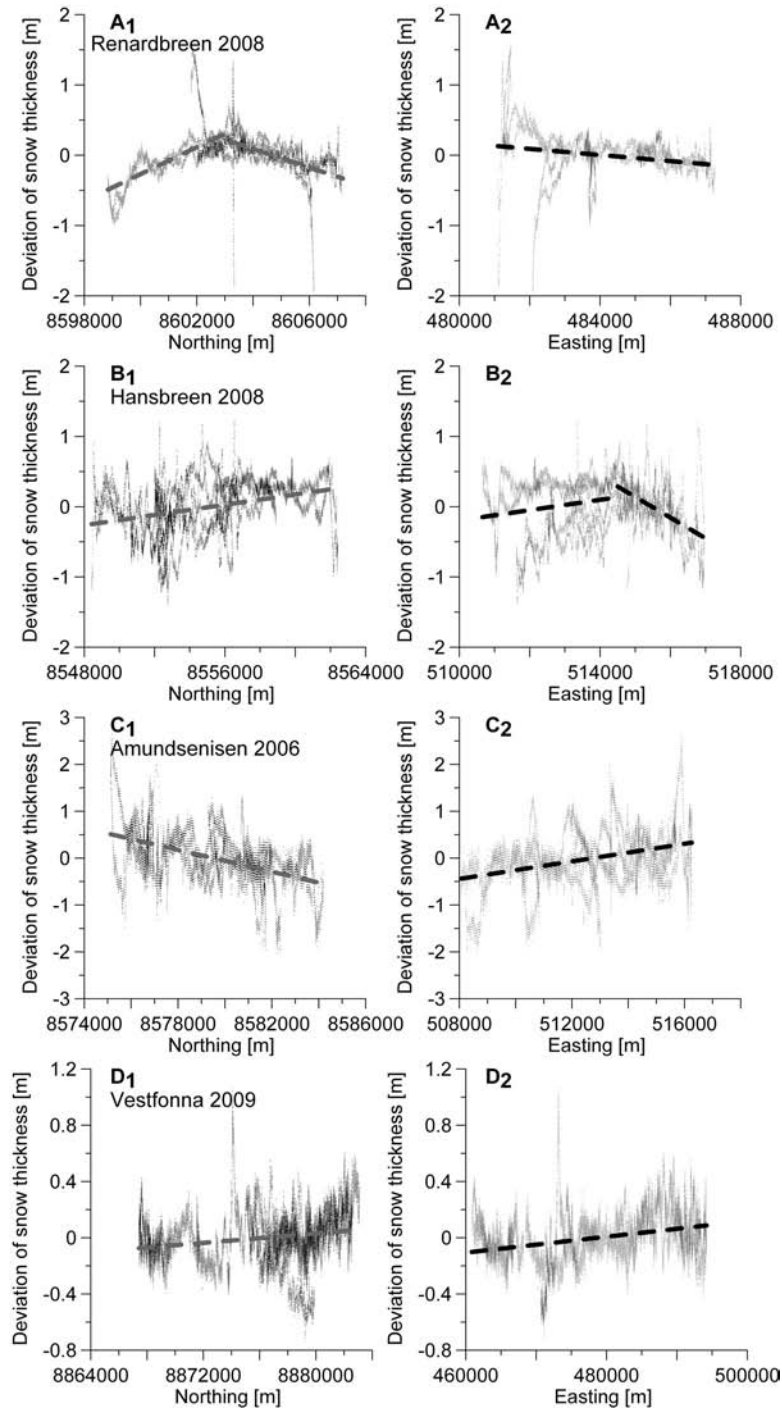 A1
Renardbreen 2008
Deviation of snow thickness [m]
2
1
0
-1
-2
8598000 8602000 8606000
Northing [m]
A2
Deviation of snow thickness [m]
2
1
0
-1
-2
480000 484000 488000
Easting [m]
B1
Hansbreen 2008
Deviation of snow thickness [m]
2
1
0
-1
-2
8548000 8556000 8564000
Northing [m]
B2
Deviation of snow thickness [m]
2
1
0
-1
-2
510000 514000 518000
Easting [m]
C1
Amundsenisen 2006
Deviation of snow thickness [m]
3
2
1
0
-1
-2
-3
8574000 8578000 8582000 8586000
Northing [m]
C2
Deviation of snow thickness [m]
3
2
1
0
-1
-2
-3
508000 512000 516000
Easting [m]
D1
Vestfonna 2009
Deviation of snow thickness [m]
1.2
0.8
0.4
0
-0.4
-0.8
8864000 8872000 8880000
Northing [m]
D2
Deviation of snow thickness [m]
1.2
0.8
0.4
0
-0.4
-0.8
460000 480000 500000
Easting [m]